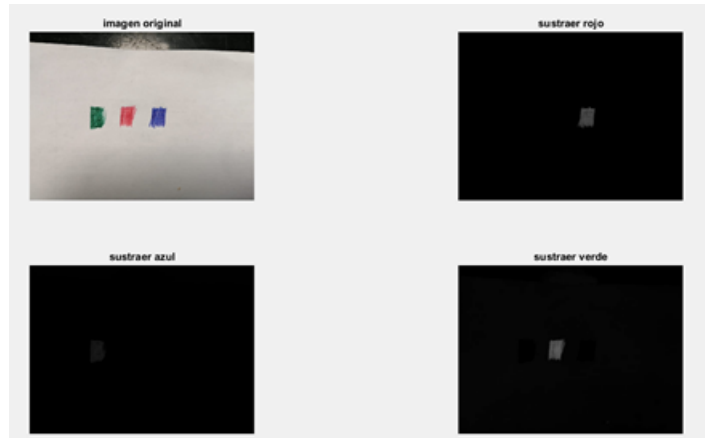 imagen original
sustraer rojo
sustraer azul
sustraer verde